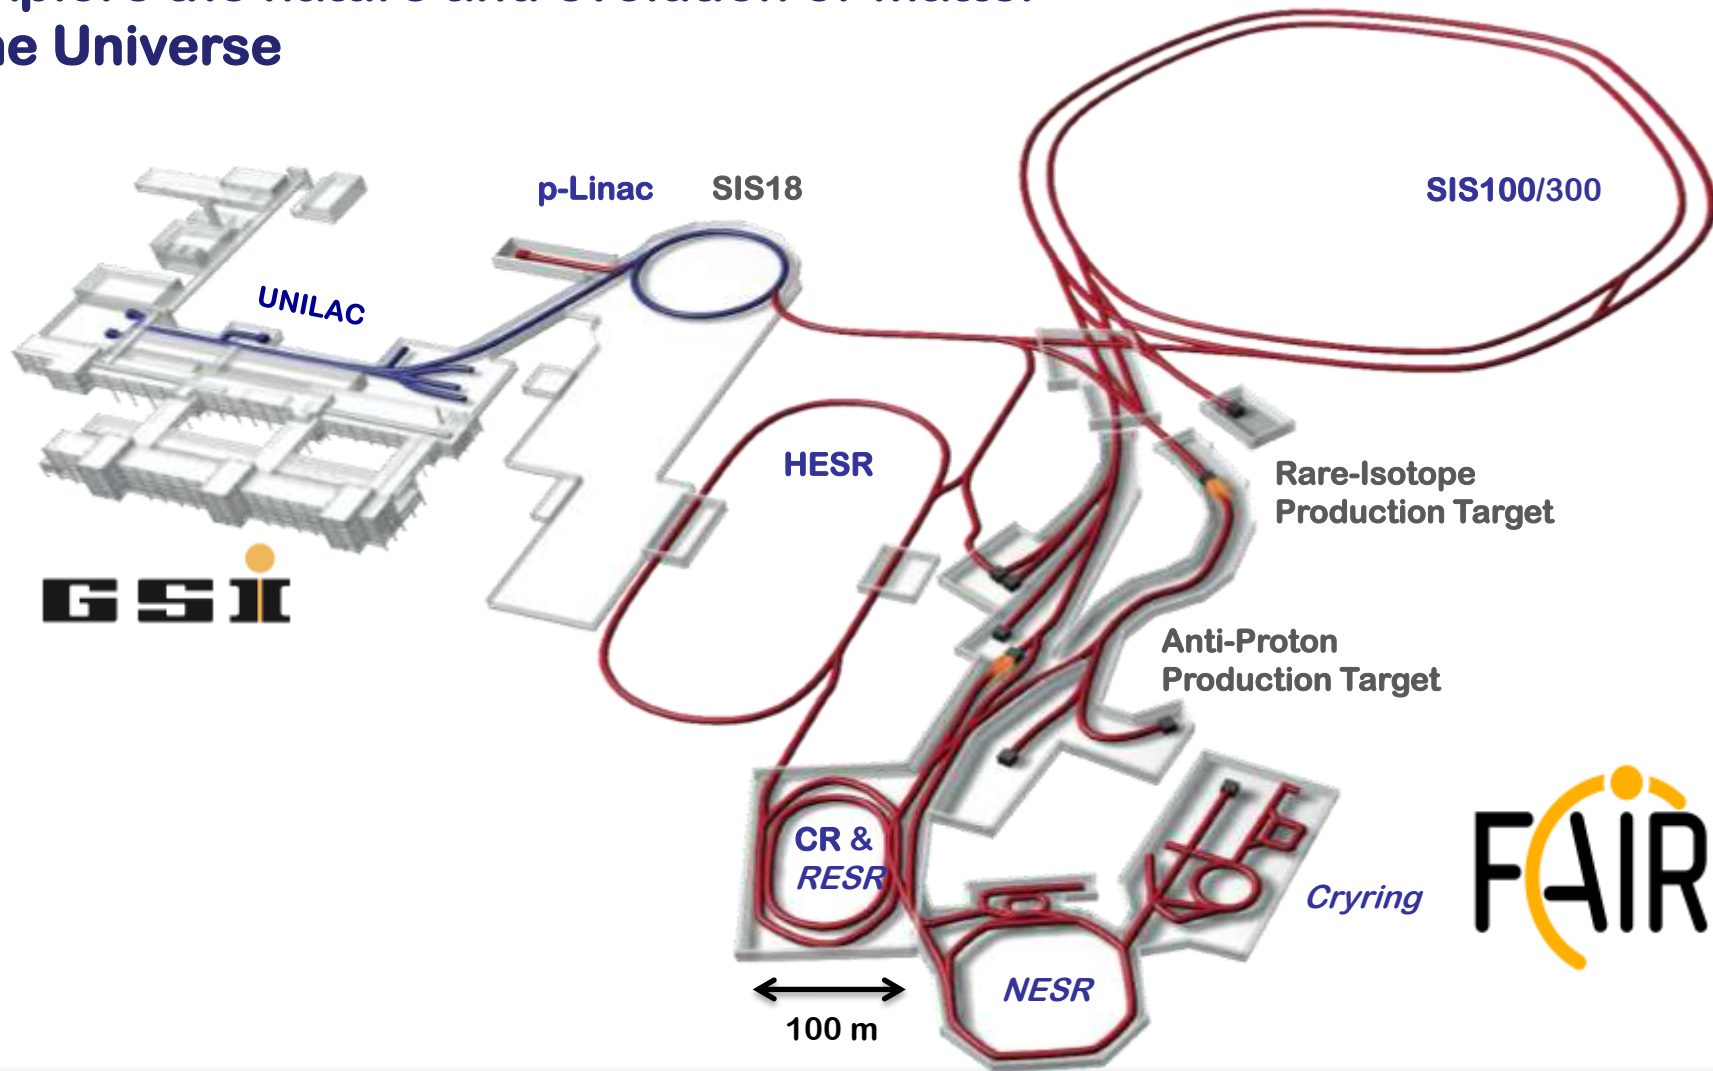 the Universe
p-Linac
SIS18
SIS100/300
UNILAC
HESR
Rare-Isotope
Production Target
GSI
Anti-Proton
Production Target
CR &
RESR
Cryring
FAIR
NESR
100 m